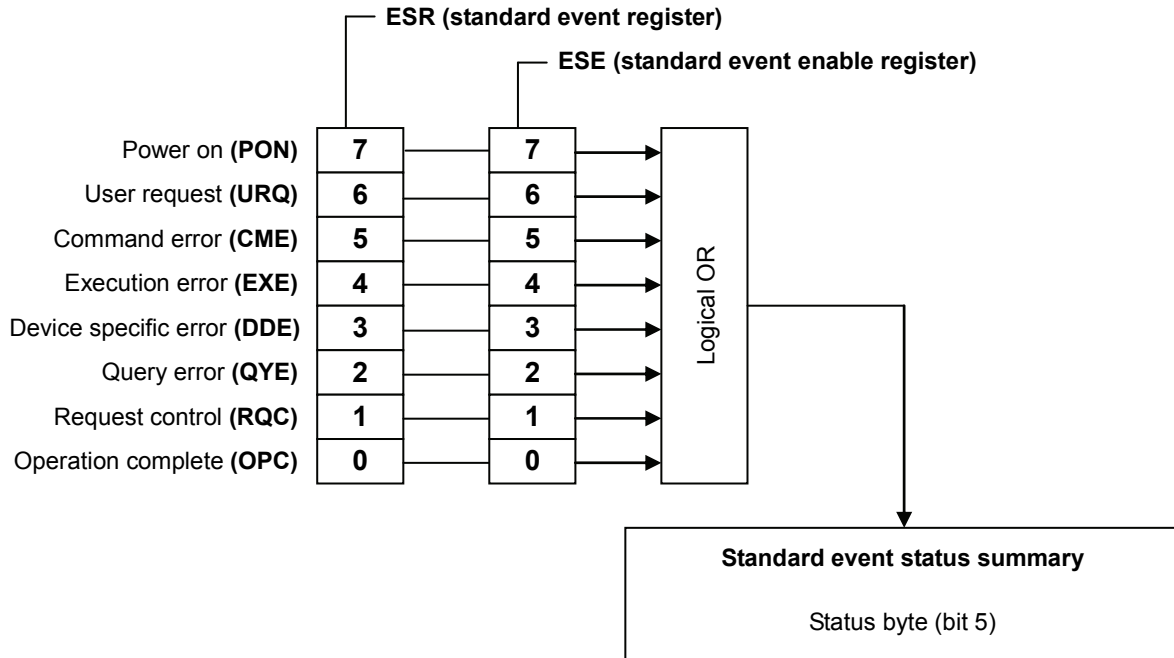 ESR (standard event register)
ESE (standard event enable register)
Power on (PON) 7 7
User request (URQ) 6 6
Command error (CME) 5 5
Execution error (EXE) 4 4
Device specific error (DDE) 3 3
Query error (QYE) 2 2
Request control (RQC) 1 1
Operation complete (OPC) 0 0
Logical OR
Standard event status summary
Status byte (bit 5)